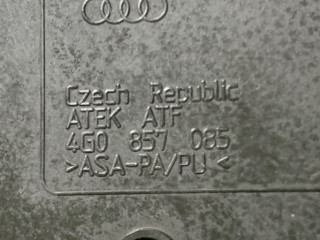 Czech Republic
ATEK ATF
4G0 857 085
>ASA-PA/PU<